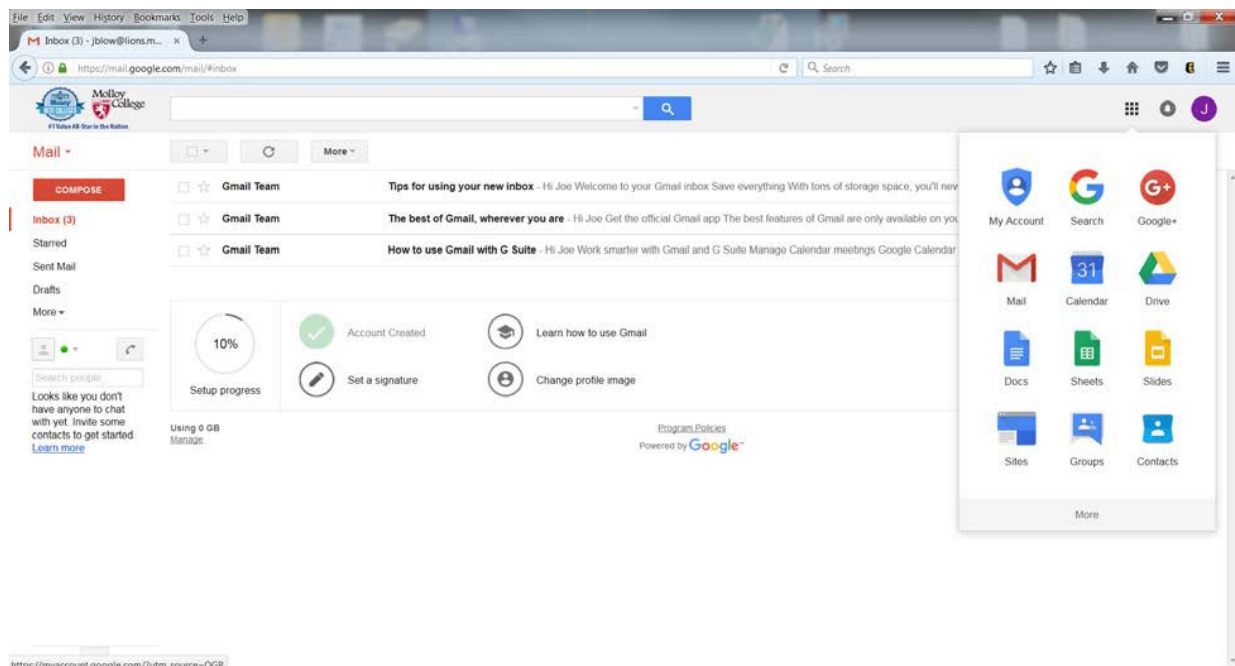 File Edit View History Bookmarks Tools Help
Inbox (3) - jblow@lions.m... × +
https://mail.google.com/mail/#inbox
Search
Molloy
College
#1 Value All-Star in the Nation
Mail
More
COMPOSE
Inbox (3)
Starred
Sent Mail
Drafts
More
Gmail Team Tips for using your new inbox - Hi Joe Welcome to your Gmail inbox Save everything With tons of storage space, you'll nev
Gmail Team The best of Gmail, wherever you are - Hi Joe Get the official Gmail app The best features of Gmail are only available on you
Gmail Team How to use Gmail with G Suite - Hi Joe Work smarter with Gmail and G Suite Manage Calendar meetings Google Calendar
10%
Setup progress
Account Created
Learn how to use Gmail
Set a signature
Change profile image
Search people...
Looks like you don't
have anyone to chat
with yet. Invite some
contacts to get started.
Learn more
Using 0 GB
Manage
Program Policies
Powered by Google™
J
My Account Search Google+
G+
31
Mail Calendar Drive
Docs Sheets Slides
Sites Groups Contacts
More
https://myaccount.google.com/?utm_source=OGB